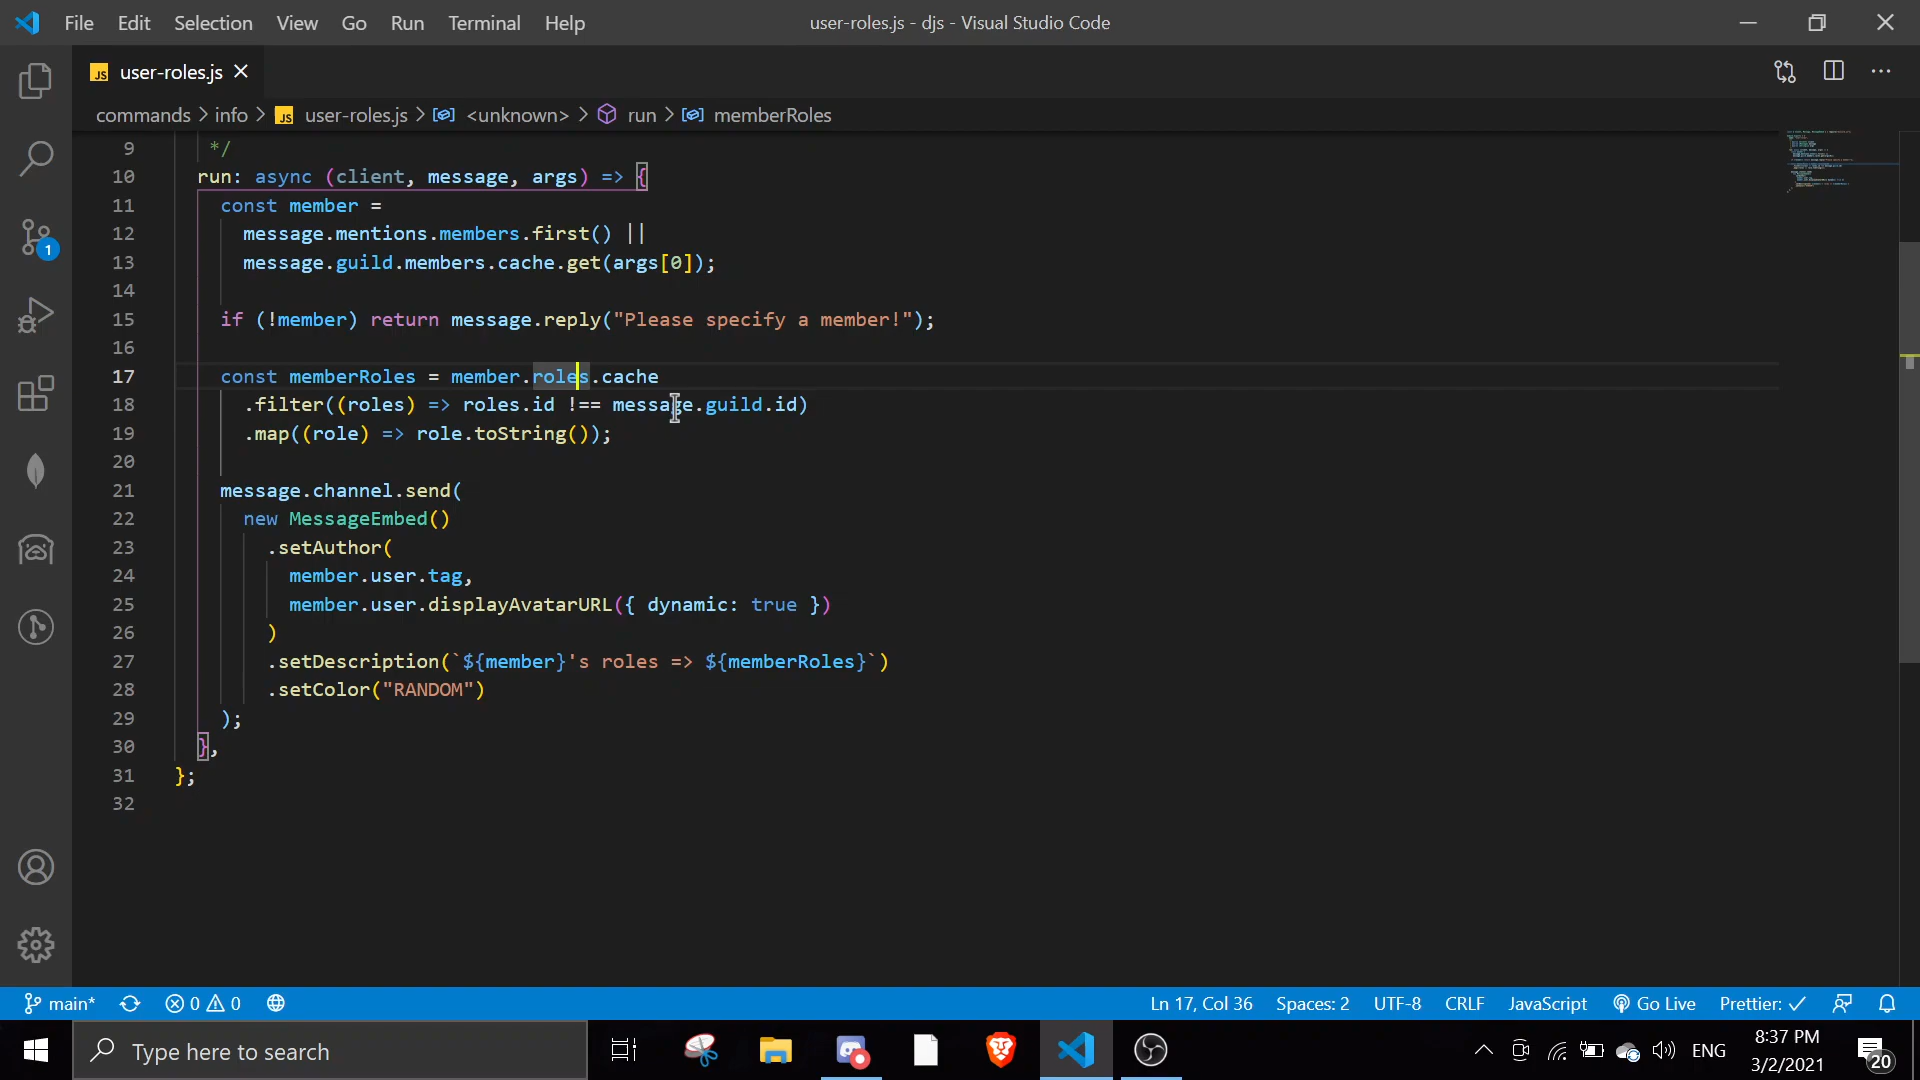 File Edit Selection View Go Run Terminal Help user-roles.js - djs - Visual Studio Code
JS user-roles.js
commands > info > JS user-roles.js > <unknown> > run > memberRoles
9 */
10 run: async (client, message, args) => {
11 const member =
12 message.mentions.members.first() ||
13 message.guild.members.cache.get(args[0]);
14
15 if (!member) return message.reply("Please specify a member!");
16
17 const memberRoles = member.roles.cache
18 .filter((roles) => roles.id !== message.guild.id)
19 .map((role) => role.toString());
20
21 message.channel.send(
22 new MessageEmbed()
23 .setAuthor(
24 member.user.tag,
25 member.user.displayAvatarURL({ dynamic: true })
26 )
27 .setDescription(`${member}'s roles => ${memberRoles}`)
28 .setColor("RANDOM")
29 );
30 },
31 };
32
1
main* 0 0 Ln 17, Col 36 Spaces: 2 UTF-8 CRLF JavaScript Go Live Prettier: ✓
Type here to search ENG 8:37 PM
3/2/2021
20